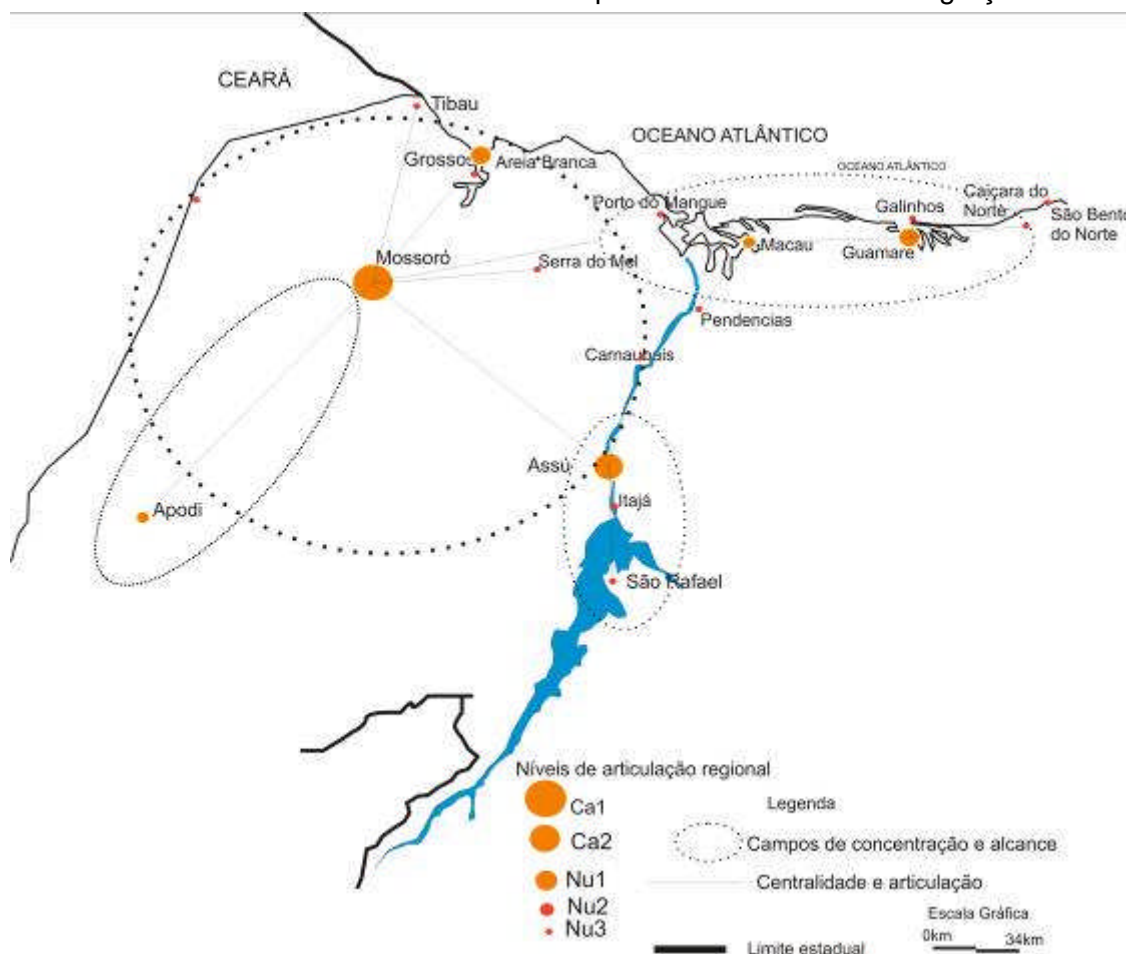 CEARÁ
Tibau
OCEANO ATLÂNTICO
Grossos
Areia Branca
OCEANO ATLÂNTICO
Porto do Mangue
Galinhos
Caiçara do
Norte
São Bento
do Norte
Macau
Guamare
Mossoró
Serra do Mel
Pendencias
Carnaubais
Assú
Itajá
Apodi
São Rafael
Níveis de articulação regional
Ca1
Ca2
Nu1
Nu2
Nu3
Legenda
Campos de concentração e alcance
Centralidade e articulação
Escala Gráfica
0km 34km
Limite estadual